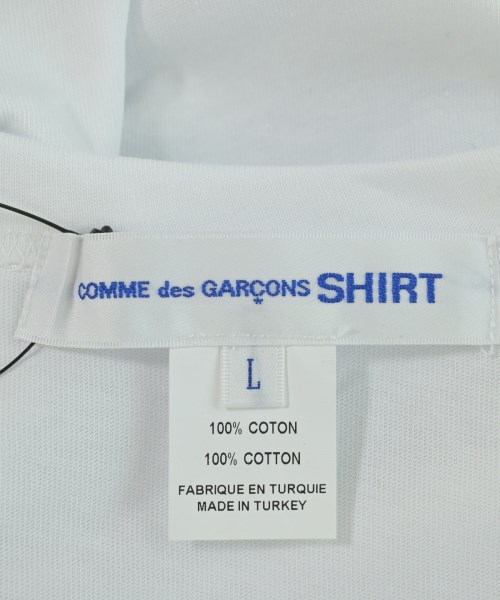 COMME des GARÇONS SHIRT
L
100% COTON
100% COTTON
FABRIQUE EN TURQUIE
MADE IN TURKEY